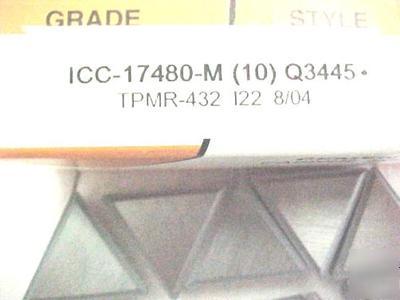 GRADE STYLE
ICC-17480-M (10) Q3445
TPMR-432 I22 8/04